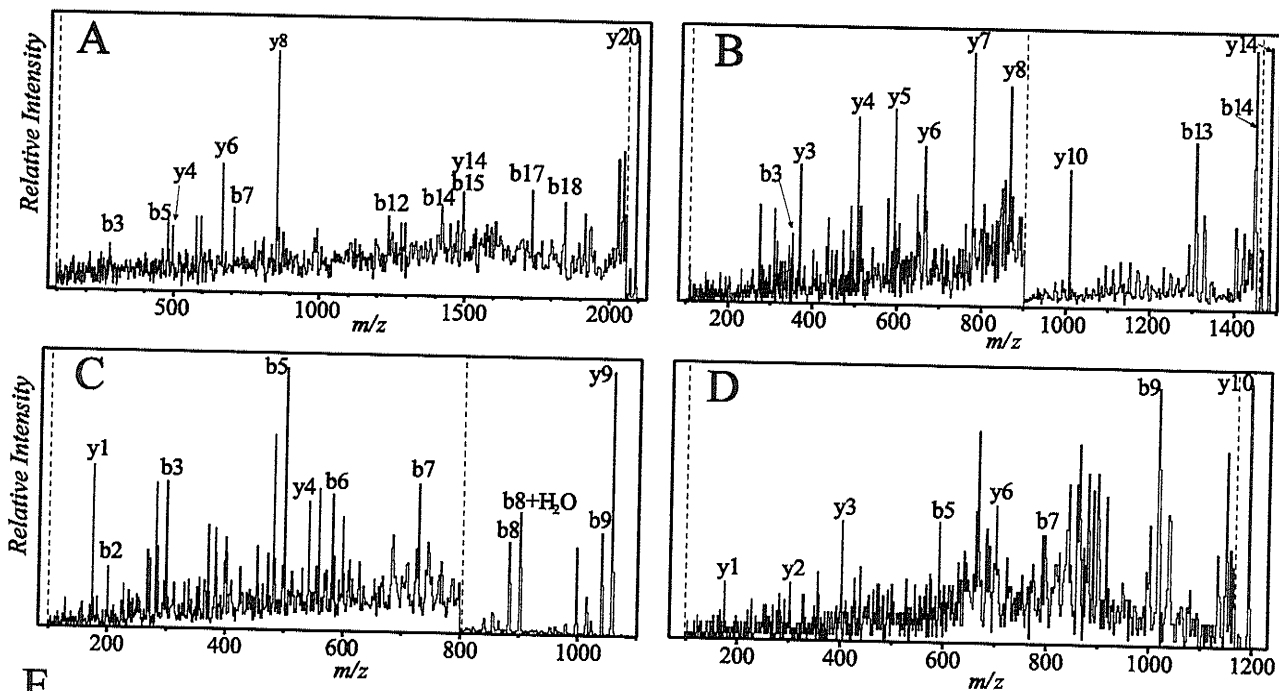 A
B
y8
y20
y6
y4
b7
b5
b3
b12
b14
y14
b15
b17
b18
Relative Intensity
500
1000
1500
2000
m/z
y7
y8
y4
y5
y6
y3
b3
y10
b13
y14
b14
200
400
600
800
1000
1200
1400
m/z
C
D
b5
y9
y1
b3
b2
y4
b6
b7
b8+H₂O
b8
b9
Relative Intensity
200
400
600
800
1000
m/z
b9
y10
y3
b5
y6
b7
y1
y2
200
400
600
800
1000
1200
m/z